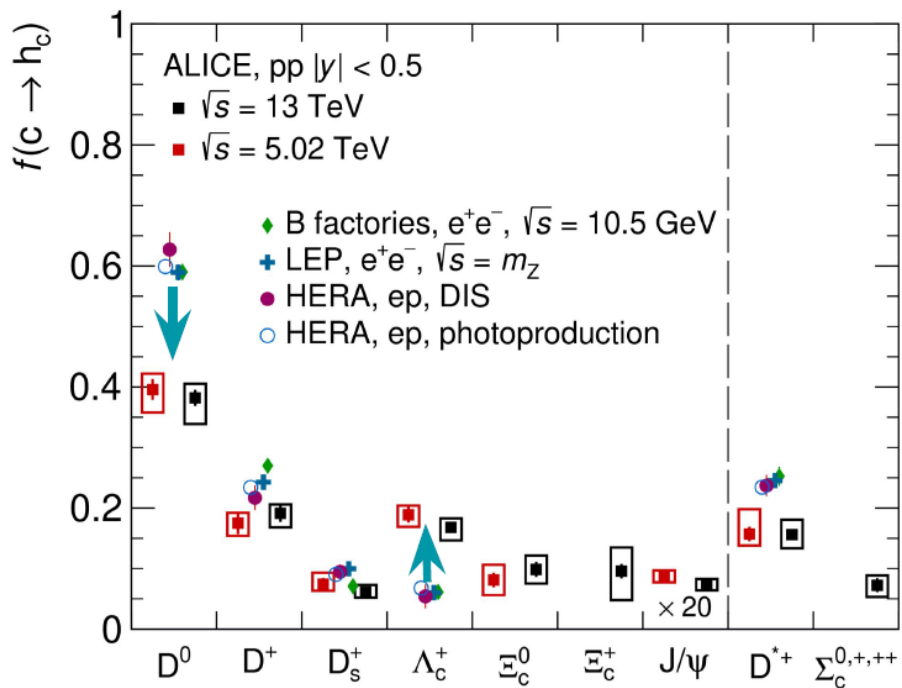 f(c → h_c)
1
0.8
0.6
0.4
0.2
0
ALICE, pp |y| < 0.5
√s = 13 TeV
√s = 5.02 TeV
B factories, e⁺e⁻, √s = 10.5 GeV
LEP, e⁺e⁻, √s = m_Z
HERA, ep, DIS
HERA, ep, photoproduction
× 20
D⁰ D⁺ D_s⁺ Λ_c⁺ Ξ_c⁰ Ξ_c⁺ J/ψ D*⁺ Σ_c⁰,⁺,⁺⁺